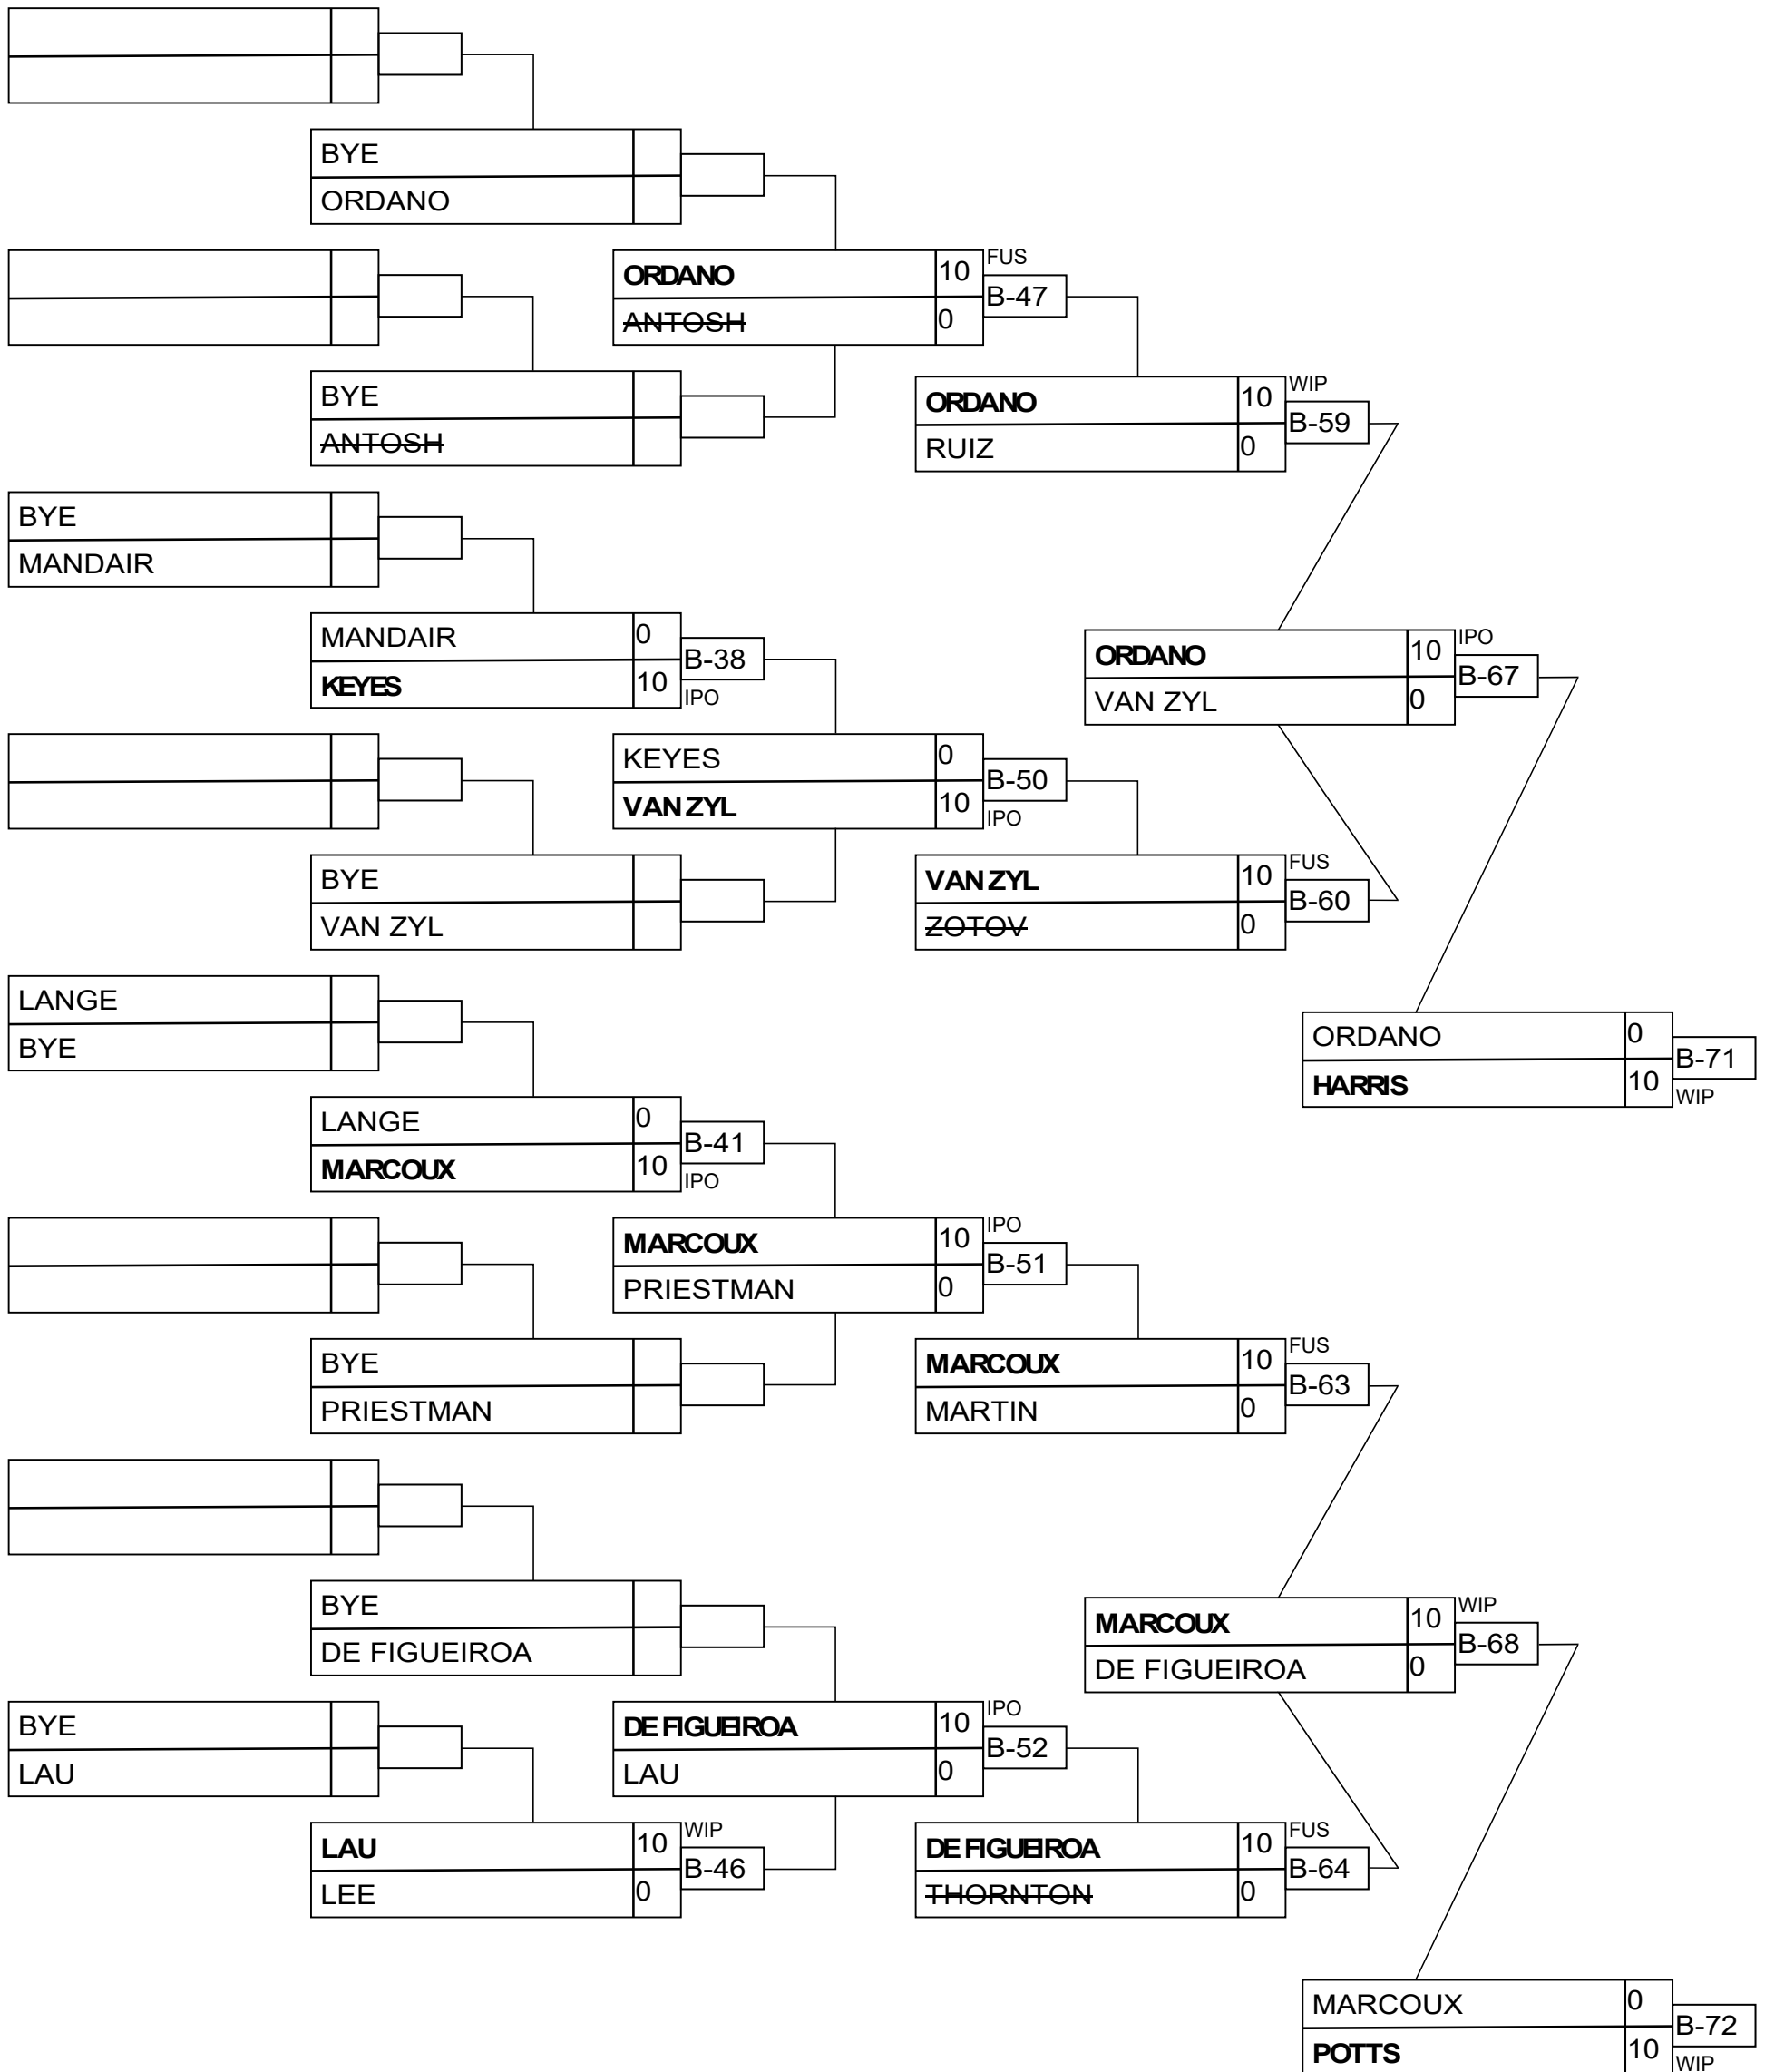 BYE
ORDANO
ORDANO 10 FUS
B-47
ANTOSH 0
BYE
ANTOSH
ORDANO 10 WIP
B-59
RUIZ 0
BYE
MANDAIR
MANDAIR 0
B-38
KEYES 10 IPO
ORDANO 10 IPO
B-67
VAN ZYL 0
KEYES 0
B-50
VAN ZYL 10 IPO
BYE
VAN ZYL
VAN ZYL 10 FUS
B-60
ZOTOV 0
LANGE
BYE
ORDANO 0
B-71
HARRIS 10 WIP
LANGE 0
B-41
MARCOUX 10 IPO
MARCOUX 10 IPO
B-51
PRIESTMAN 0
BYE
PRIESTMAN
MARCOUX 10 FUS
B-63
MARTIN 0
BYE
DE FIGUEIROA
MARCOUX 10 WIP
B-68
DE FIGUEIROA 0
BYE
LAU
DE FIGUEIROA 10 IPO
B-52
LAU 0
LAU 10 WIP
B-46
LEE 0
DE FIGUEIROA 10 FUS
B-64
THORNTON 0
MARCOUX 0
B-72
POTTS 10 WIP